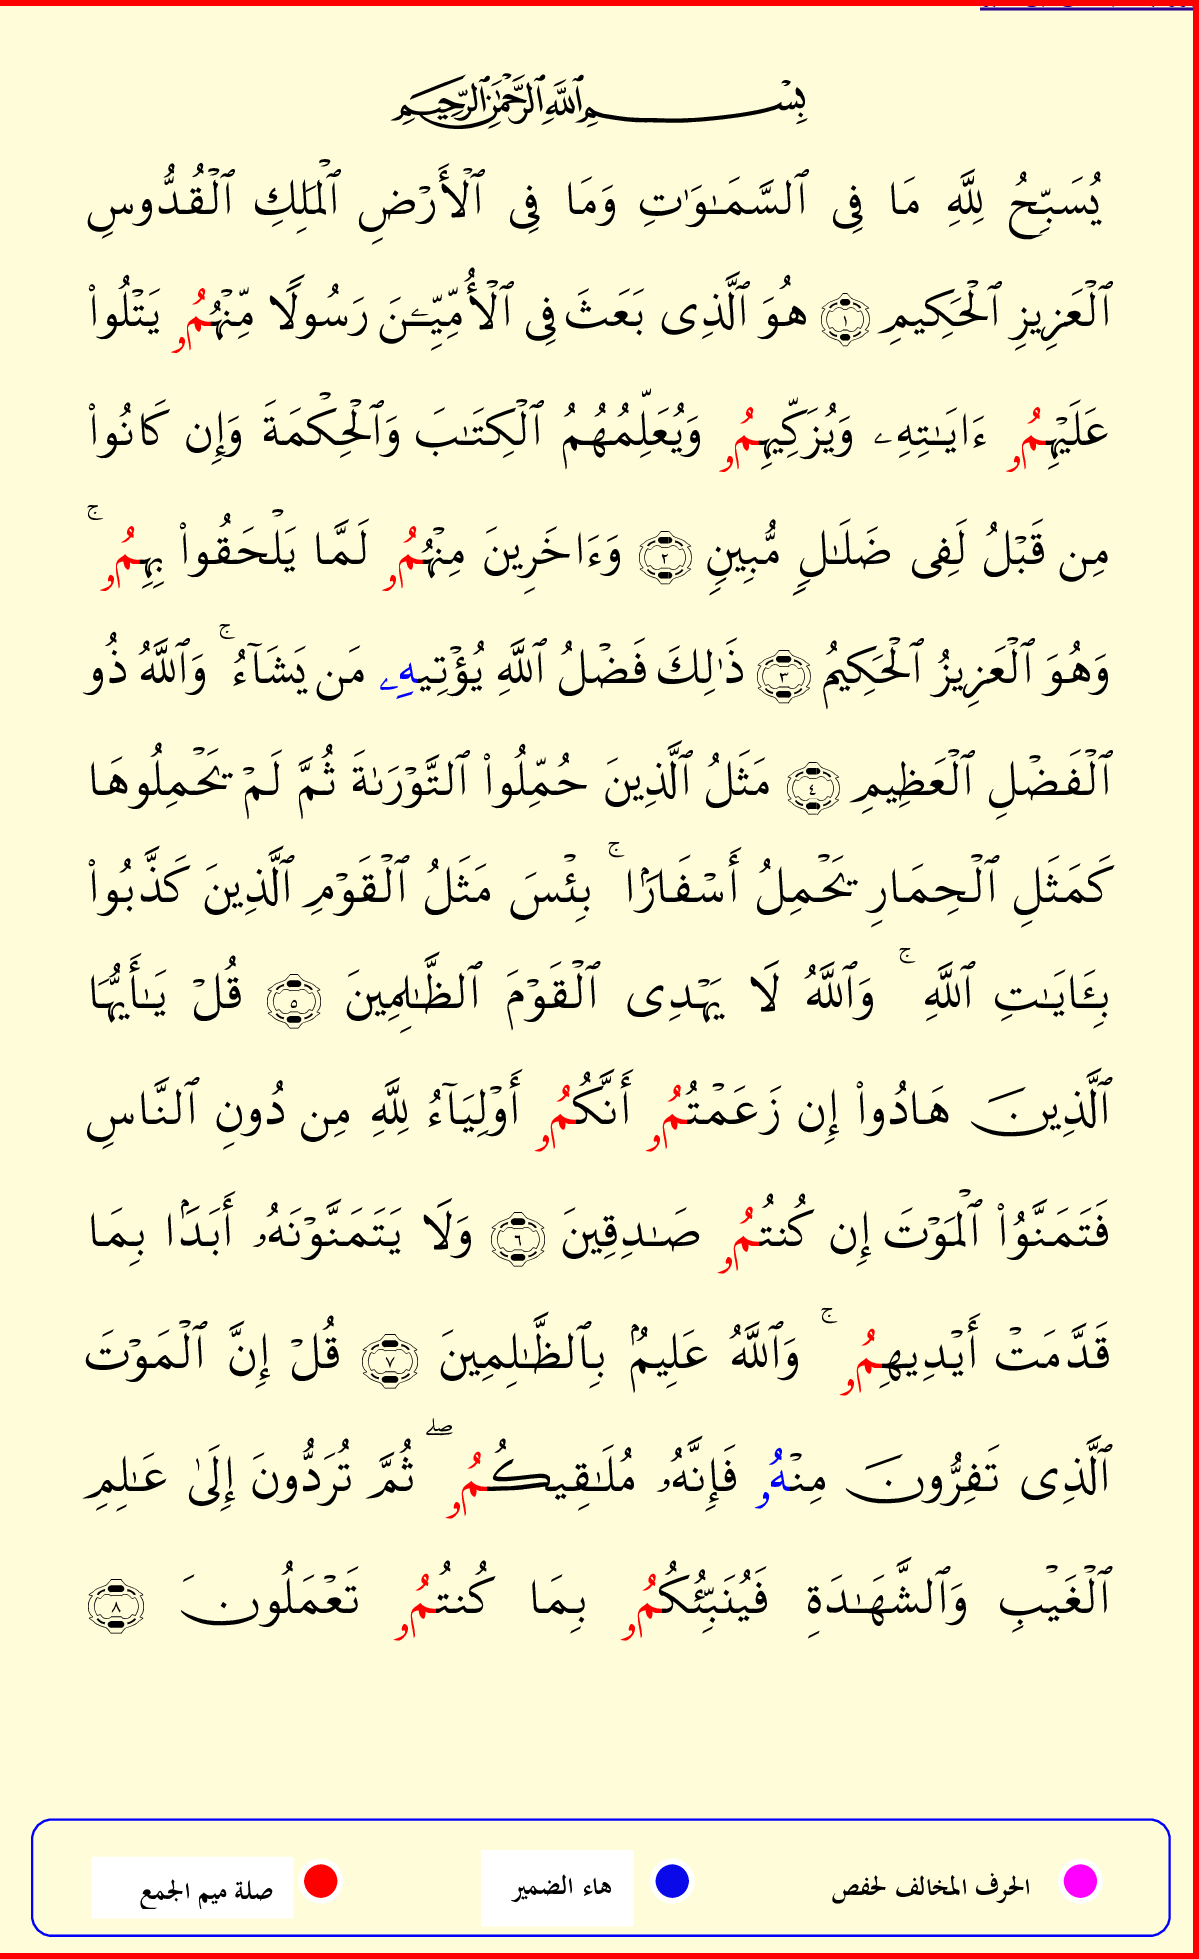 بِسْمِ ٱللَّهِ ٱلرَّحْمَٰنِ ٱلرَّحِيمِ
يُسَبِّحُ لِلَّهِ مَا فِى ٱلسَّمَـٰوَٰتِ وَمَا فِى ٱلْأَرْضِ ٱلْمَلِكِ ٱلْقُدُّوسِ
ٱلْعَزِيزِ ٱلْحَكِيمِ ١ هُوَ ٱلَّذِى بَعَثَ فِى ٱلْأُمِّيِّـۧنَ رَسُولًا مِّنْهُمُۥ يَتْلُوا۟
عَلَيْهِمُۥ ءَايَـٰتِهِۦ وَيُزَكِّيهِمُۥ وَيُعَلِّمُهُمُ ٱلْكِتَـٰبَ وَٱلْحِكْمَةَ وَإِن كَانُوا۟
مِن قَبْلُ لَفِى ضَلَـٰلٍ مُّبِينٍ ٢ وَءَاخَرِينَ مِنْهُمُۥ لَمَّا يَلْحَقُوا۟ بِهِمُۥ ۚ
وَهُوَ ٱلْعَزِيزُ ٱلْحَكِيمُ ٣ ذَٰلِكَ فَضْلُ ٱللَّهِ يُؤْتِيهِۦ مَن يَشَآءُ ۚ وَٱللَّهُ ذُو
ٱلْفَضْلِ ٱلْعَظِيمِ ٤ مَثَلُ ٱلَّذِينَ حُمِّلُوا۟ ٱلتَّوْرَىٰةَ ثُمَّ لَمْ يَحْمِلُوهَا
كَمَثَلِ ٱلْحِمَارِ يَحْمِلُ أَسْفَارًۢا ۚ بِئْسَ مَثَلُ ٱلْقَوْمِ ٱلَّذِينَ كَذَّبُوا۟
بِـَٔايَـٰتِ ٱللَّهِ ۚ وَٱللَّهُ لَا يَهْدِى ٱلْقَوْمَ ٱلظَّـٰلِمِينَ ٥ قُلْ يَـٰٓأَيُّهَا
ٱلَّذِينَ هَادُوا۟ إِن زَعَمْتُمُۥ أَنَّكُمُۥ أَوْلِيَآءُ لِلَّهِ مِن دُونِ ٱلنَّاسِ
فَتَمَنَّوُا۟ ٱلْمَوْتَ إِن كُنتُمُۥ صَـٰدِقِينَ ٦ وَلَا يَتَمَنَّوْنَهُۥ أَبَدًۢا بِمَا
قَدَّمَتْ أَيْدِيهِمُۥ ۚ وَٱللَّهُ عَلِيمٌۢ بِٱلظَّـٰلِمِينَ ٧ قُلْ إِنَّ ٱلْمَوْتَ
ٱلَّذِى تَفِرُّونَ مِنْهُۥ فَإِنَّهُۥ مُلَـٰقِيكُمُۥ ۖ ثُمَّ تُرَدُّونَ إِلَىٰ عَـٰلِمِ
ٱلْغَيْبِ وَٱلشَّهَـٰدَةِ فَيُنَبِّئُكُمُۥ بِمَا كُنتُمُۥ تَعْمَلُونَ ٨
الحرف المخالف لحفص هاء الضمير صلة ميم الجمع